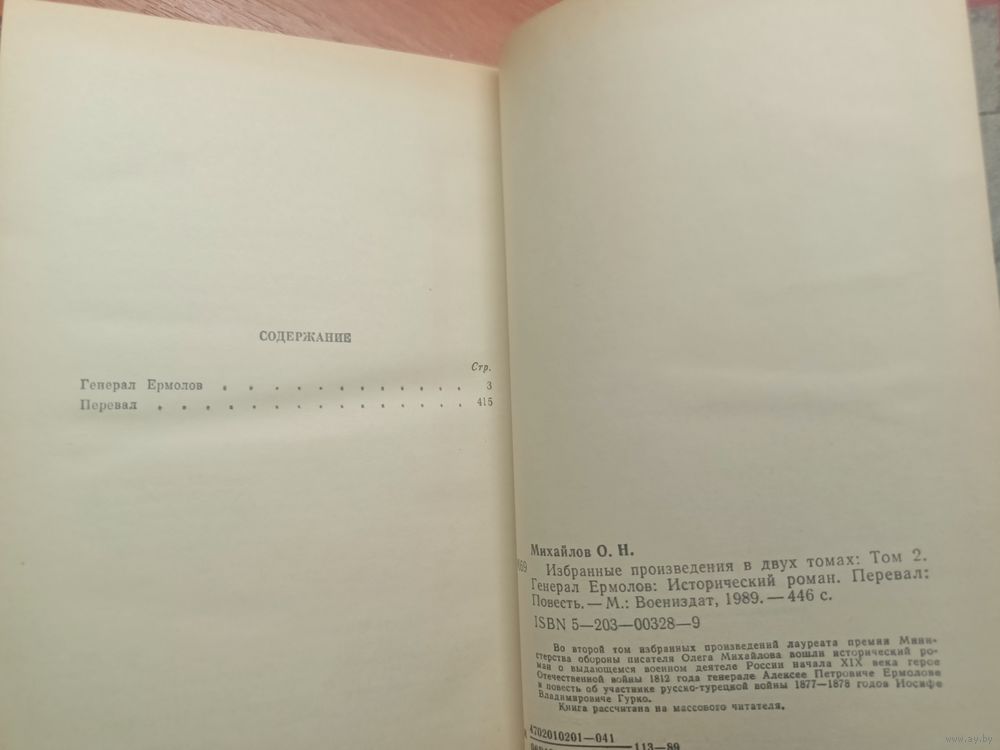 СОДЕРЖАНИЕ
Стр.
Генерал Ермолов . . . . . . . . . . . . 3
Перевал . . . . . . . . . . . . . . . . 415
Михайлов О. Н.
Избранные произведения в двух томах: Том 2.
Генерал Ермолов: Исторический роман. Перевал:
Повесть. — М.: Воениздат, 1989. — 446 с.
ISBN 5—203—00328—9
Во второй том избранных произведений лауреата премии Мини-
стерства обороны писателя Олега Михайлова вошли исторический ро-
ман о выдающемся военном деятеле России начала XIX века герое
Отечественной войны 1812 года генерале Алексее Петровиче Ермолове
и повесть об участнике русско-турецкой войны 1877—1878 годов Иосифе
Владимировиче Гурко.
Книга рассчитана на массового читателя.
4702010201—041
113—89
www.ay.by